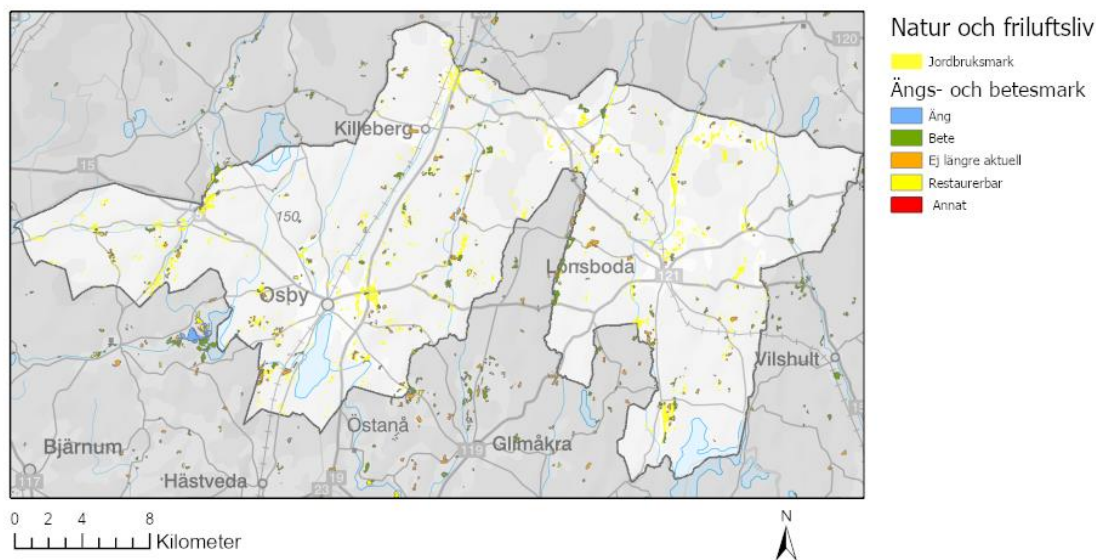 120
Natur och friluftsliv
Jordbruksmark
Ängs- och betesmark
Äng
Bete
Ej längre aktuell
Restaurerbar
Annat
Killeberg
15
150
Lönsboda
121
Osby
Vilshult
15
Östanå
Bjärnum
Glimåkra
119
117
Hästveda
19
23
0 2 4 8
Kilometer
N